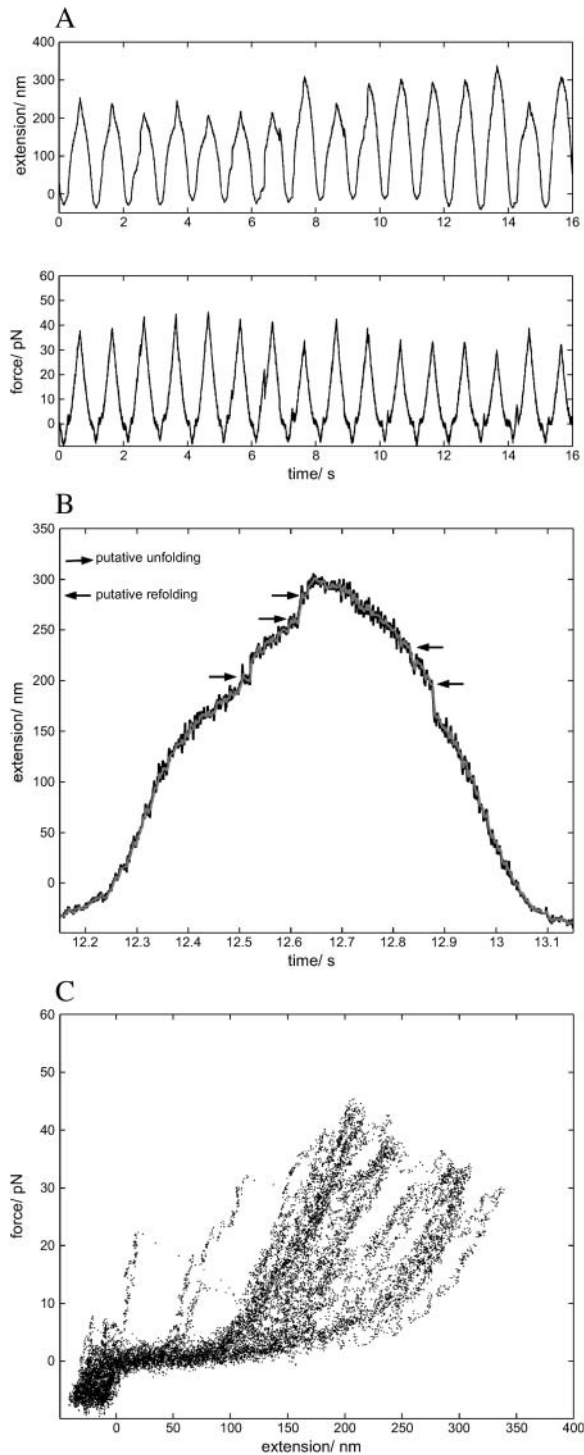 A
400
300
200
100
0
extension/ nm
0 2 4 6 8 10 12 14 16
60
50
40
30
20
10
0
force/ pN
0 2 4 6 8 10 12 14 16
time/ s
B
350
300
250
200
150
100
50
0
extension/ nm
putative unfolding
putative refolding
12.2 12.3 12.4 12.5 12.6 12.7 12.8 12.9 13 13.1
time/ s
C
60
50
40
30
20
10
0
force/ pN
0 50 100 150 200 250 300 350 400
extension/ nm